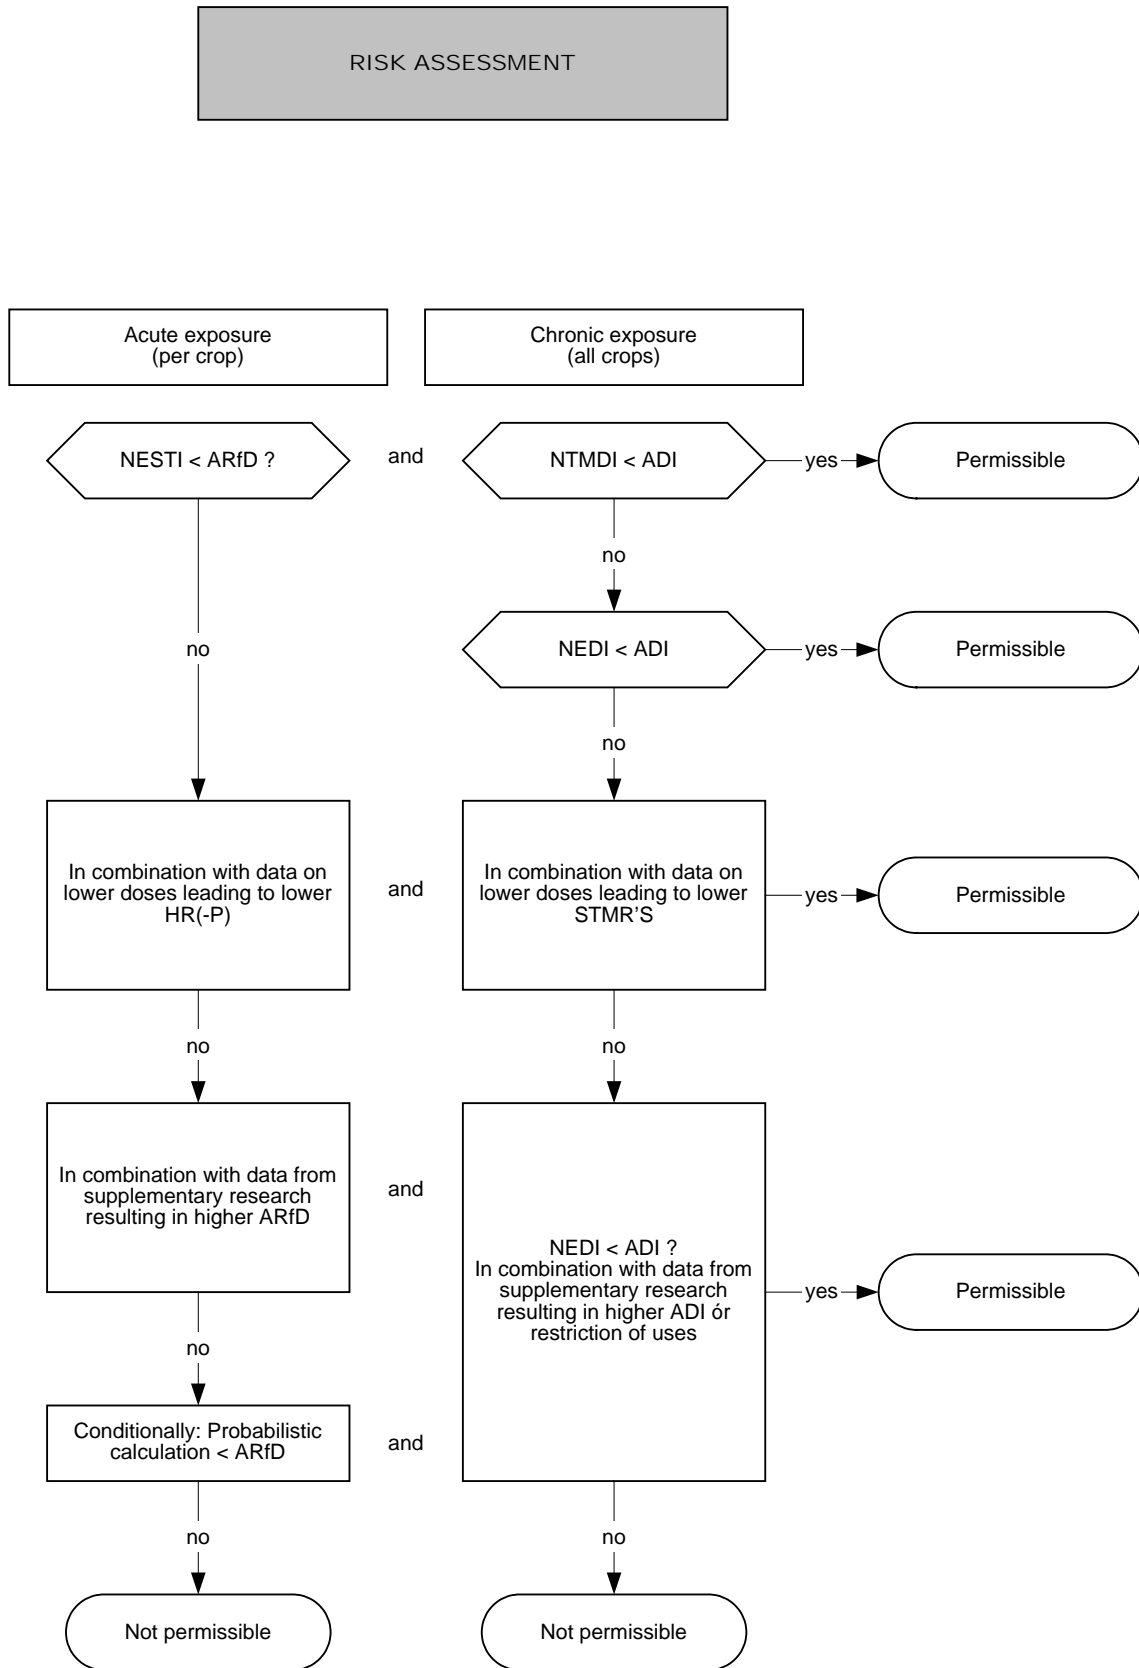 RISK ASSESSMENT
Acute exposure
(per crop)
Chronic exposure
(all crops)
NESTI < ARfD ?
and
NTMDI < ADI
yes
Permissible
no
no
NEDI < ADI
yes
Permissible
no
In combination with data on
lower doses leading to lower
HR(-P)
and
In combination with data on
lower doses leading to lower
STMR’S
yes
Permissible
no
no
In combination with data from
supplementary research
resulting in higher ARfD
and
NEDI < ADI ?
In combination with data from
supplementary research
resulting in higher ADI ór
restriction of uses
yes
Permissible
no
Conditionally: Probabilistic
calculation < ARfD
and
no
no
Not permissible
Not permissible